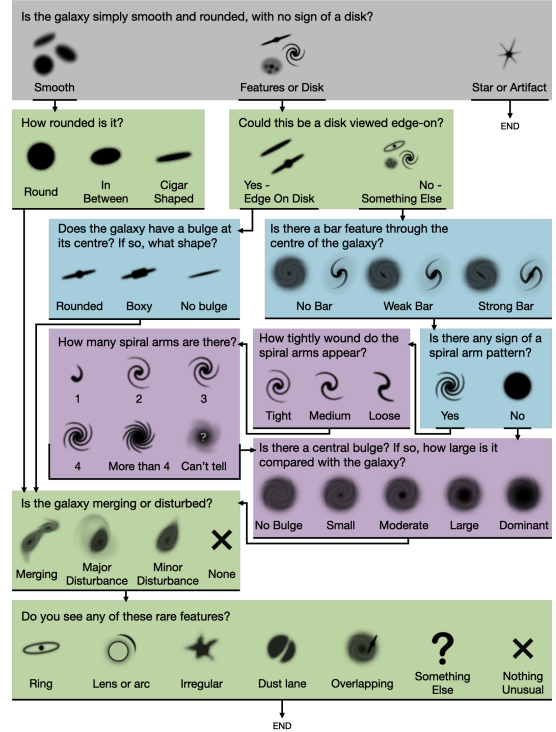 Is the galaxy simply smooth and rounded, with no sign of a disk?
Smooth
Features or Disk
Star or Artifact
END
How rounded is it?
Round
In
Between
Cigar
Shaped
Could this be a disk viewed edge-on?
Yes -
Edge On Disk
No -
Something Else
Does the galaxy have a bulge at
its centre? If so, what shape?
Rounded
Boxy
No bulge
Is there a bar feature through the
centre of the galaxy?
No Bar
Weak Bar
Strong Bar
How many spiral arms are there?
1
2
3
4
More than 4
?
Can't tell
How tightly wound do the
spiral arms appear?
Tight
Medium
Loose
Is there any sign of a
spiral arm pattern?
Yes
No
Is there a central bulge? If so, how large is it
compared with the galaxy?
No Bulge
Small
Moderate
Large
Dominant
Is the galaxy merging or disturbed?
Merging
Major
Disturbance
Minor
Disturbance
None
Do you see any of these rare features?
Ring
Lens or arc
Irregular
Dust lane
Overlapping
?
Something
Else
Nothing
Unusual
END